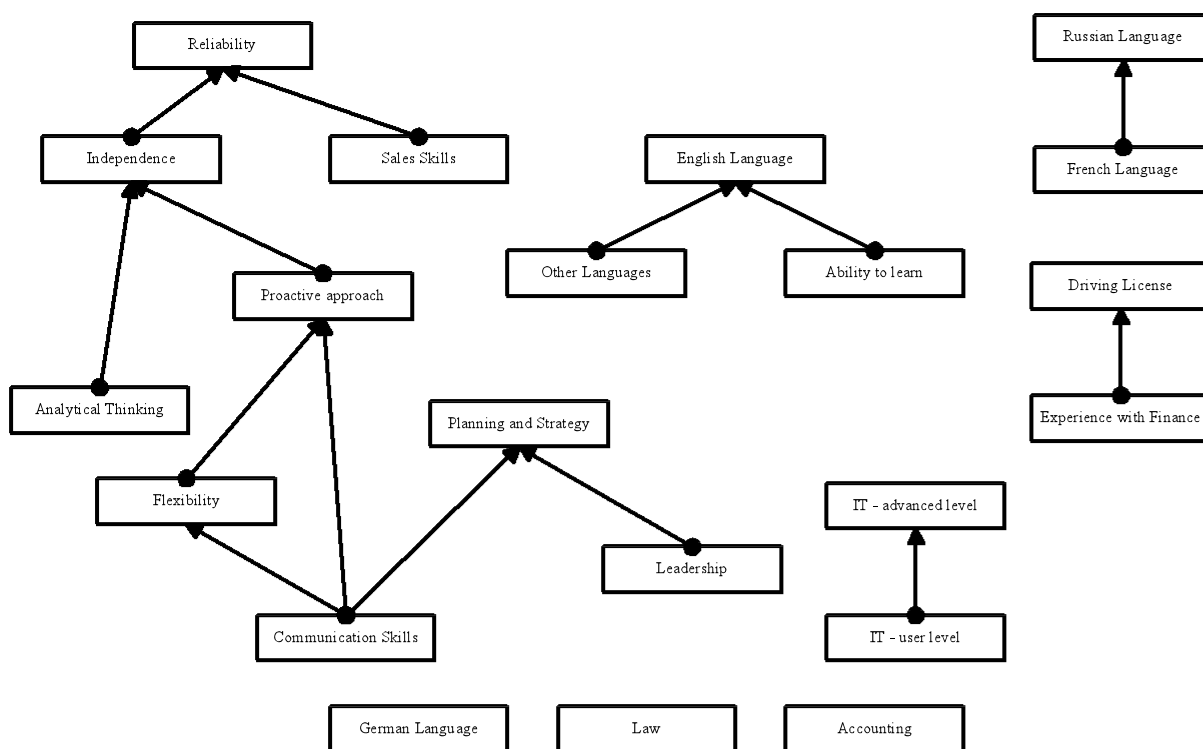 Reliability
Russian Language
Independence
Sales Skills
English Language
French Language
Other Languages
Ability to learn
Proactive approach
Driving License
Analytical Thinking
Planning and Strategy
Experience with Finance
Flexibility
IT - advanced level
Leadership
Communication Skills
IT - user level
German Language
Law
Accounting